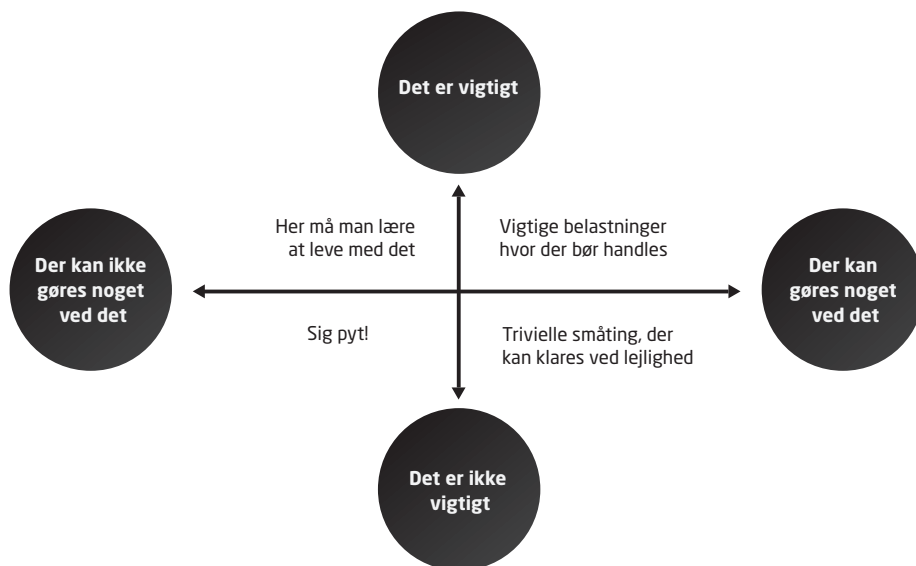 Det er vigtigt
Her må man lære
at leve med det
Vigtige belastninger
hvor der bør handles
Der kan ikke
gøres noget
ved det
Der kan
gøres noget
ved det
Sig pyt!
Trivielle småting, der
kan klares ved lejlighed
Det er ikke
vigtigt